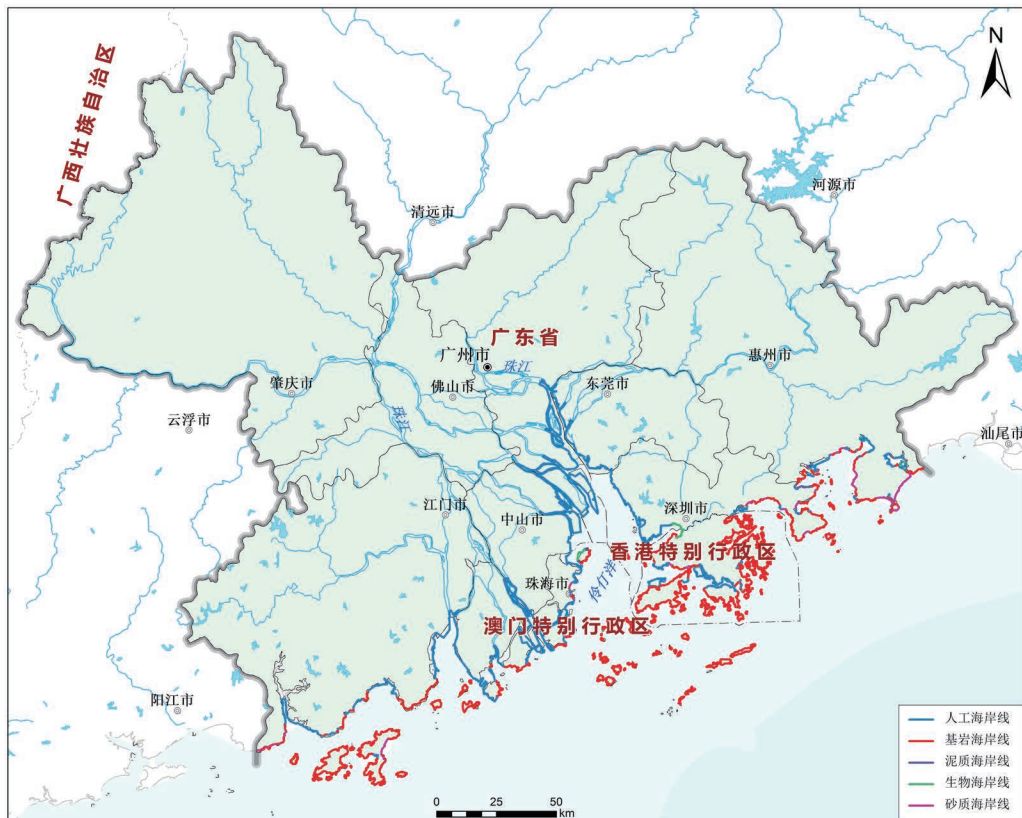 N
广西壮族自治区
河源市
清远市
广东省
广州市
珠江
惠州市
肇庆市
佛山市
东莞市
云浮市
珠江
汕尾市
江门市
中山市
深圳市
香港特别行政区
珠海市
伶仃洋
澳门特别行政区
阳江市
人工海岸线
基岩海岸线
泥质海岸线
生物海岸线
砂质海岸线
0 25 50
km